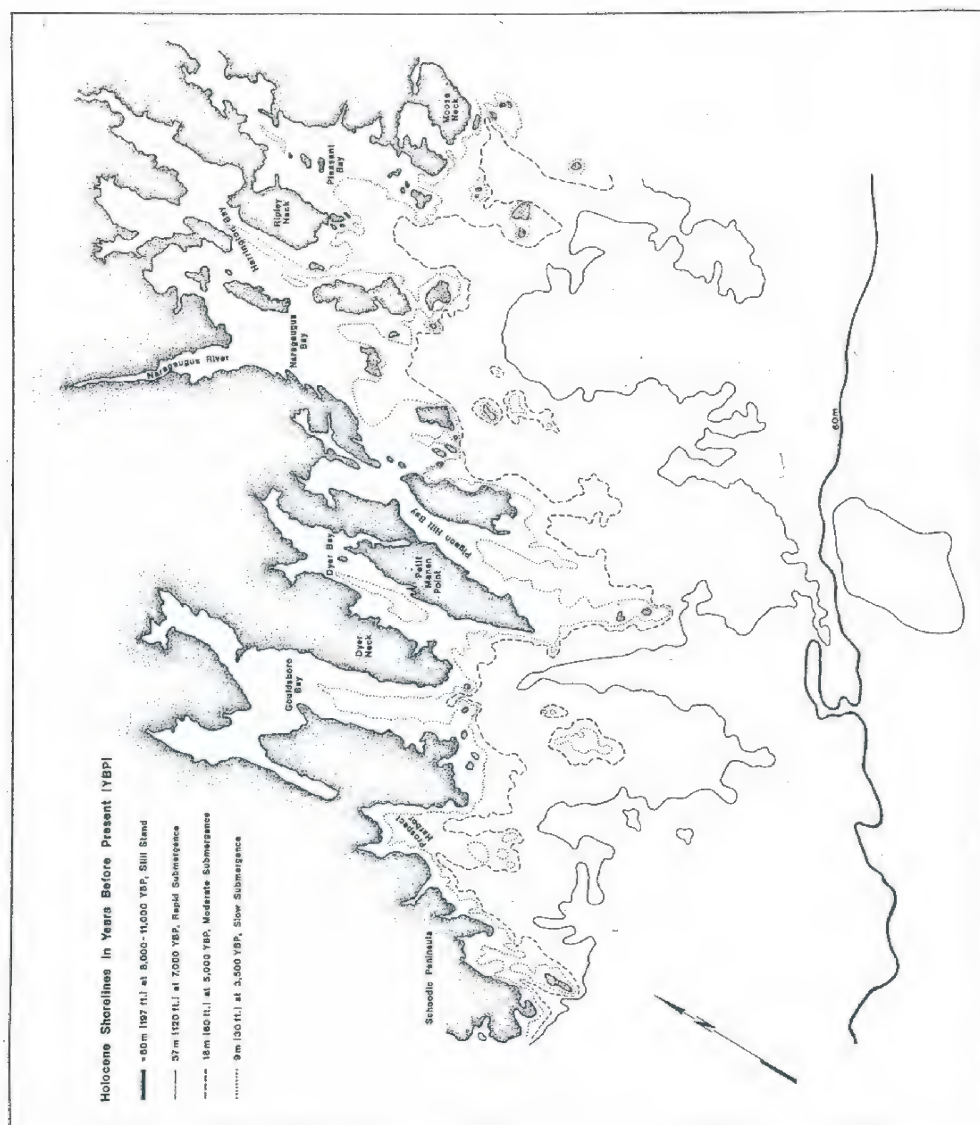 Holocene Shorelines In Years Before Present (YBP)
≈60m (197 ft.) at 8,000-11,000 YBP, Still Stand
37m (120 ft.) at 7,000 YBP, Rapid Submergence
18m (60 ft.) at 5,000 YBP, Moderate Submergence
9m (30 ft.) at 3,500 YBP, Slow Submergence
Schoodic Peninsula
Prospect
Harbor
Gouldsboro
Bay
Dyer
Neck
Dyer Bay
Petit
Manan
Point
Pigeon Hill Bay
Naraguagus River
Naraguagus
Bay
Harrington Bay
Ripley
Neck
Pleasant
Bay
Moose
Neck
60m